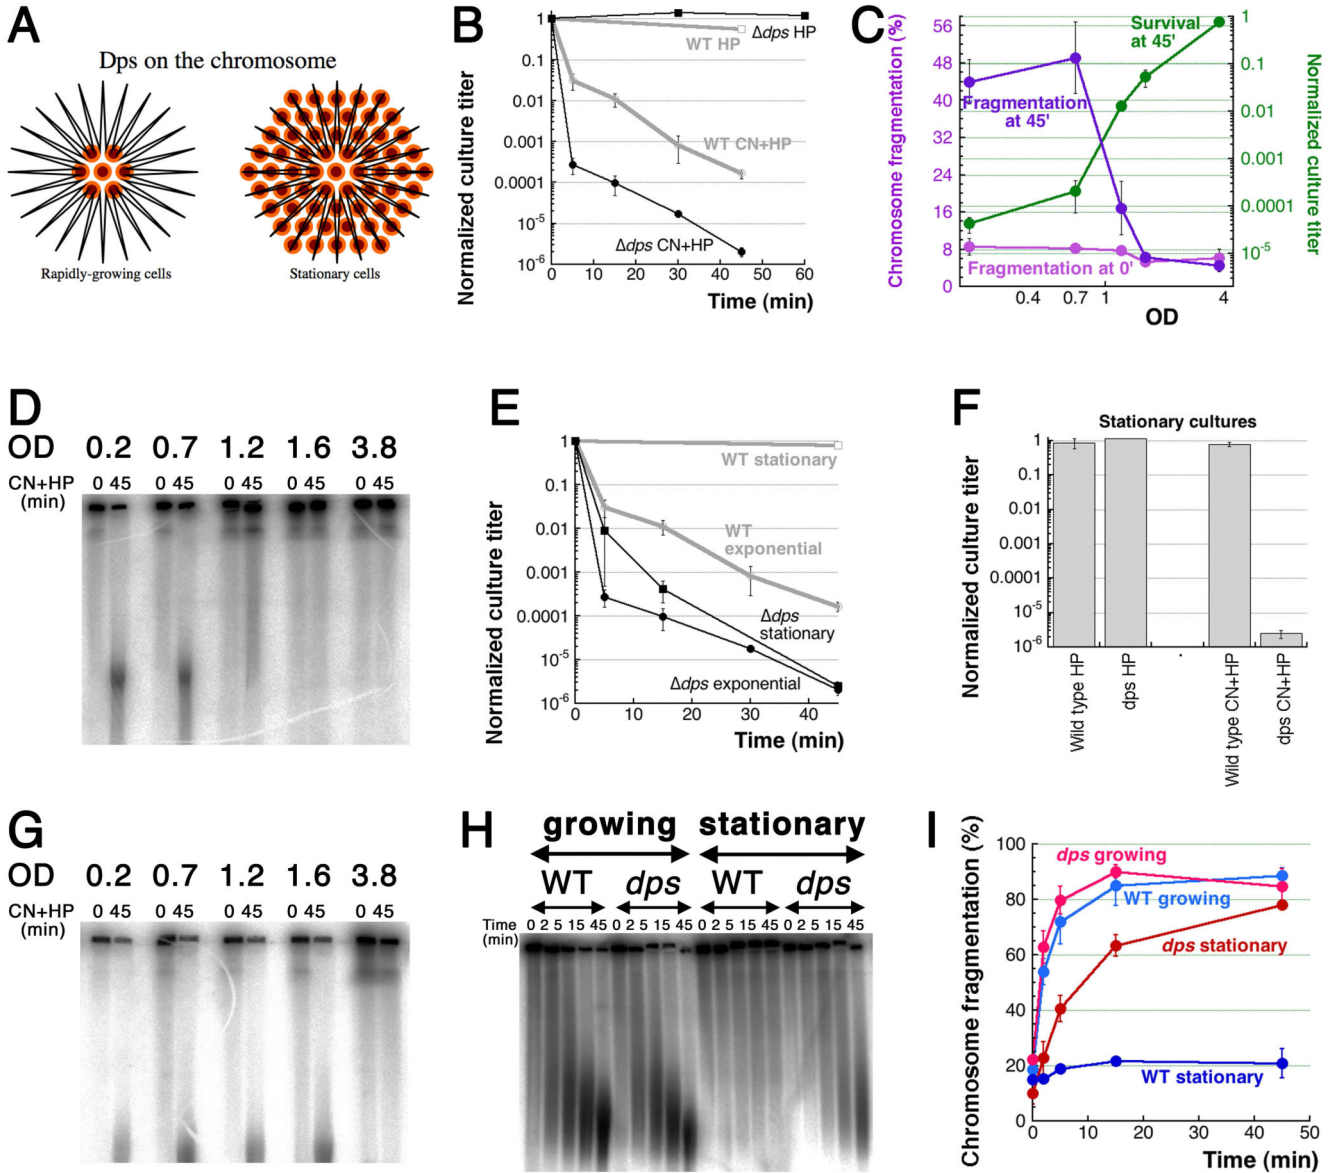 A
Dps on the chromosome
Rapidly-growing cells
Stationary cells
B
Normalized culture titer
1
0.1
0.01
0.001
0.0001
10-5
10-6
Δdps HP
WT HP
WT CN+HP
Δdps CN+HP
0 10 20 30 40 50 60
Time (min)
C
Chromosome fragmentation (%)
56
48
40
32
24
16
8
0
Survival
at 45'
Fragmentation
at 45'
Fragmentation at 0'
1
0.1
0.01
0.001
0.0001
10-5
Normalized culture titer
0.4 0.7 1 4
OD
D
OD 0.2 0.7 1.2 1.6 3.8
CN+HP 0 45 0 45 0 45 0 45 0 45
(min)
E
Normalized culture titer
1
0.1
0.01
0.001
0.0001
10-5
10-6
WT stationary
WT
exponential
Δdps
stationary
Δdps exponential
0 10 20 30 40
Time (min)
F
Stationary cultures
Normalized culture titer
1
0.1
0.01
0.001
0.0001
10-5
10-6
Wild type HP
dps HP
Wild type CN+HP
dps CN+HP
G
OD 0.2 0.7 1.2 1.6 3.8
CN+HP 0 45 0 45 0 45 0 45 0 45
(min)
H
growing stationary
WT dps WT dps
Time 0 2 5 15 45 0 2 5 15 45 0 2 5 15 45 0 2 5 15 45
(min)
I
Chromosome fragmentation (%)
100
80
60
40
20
0
dps growing
WT growing
dps stationary
WT stationary
0 10 20 30 40 50
Time (min)